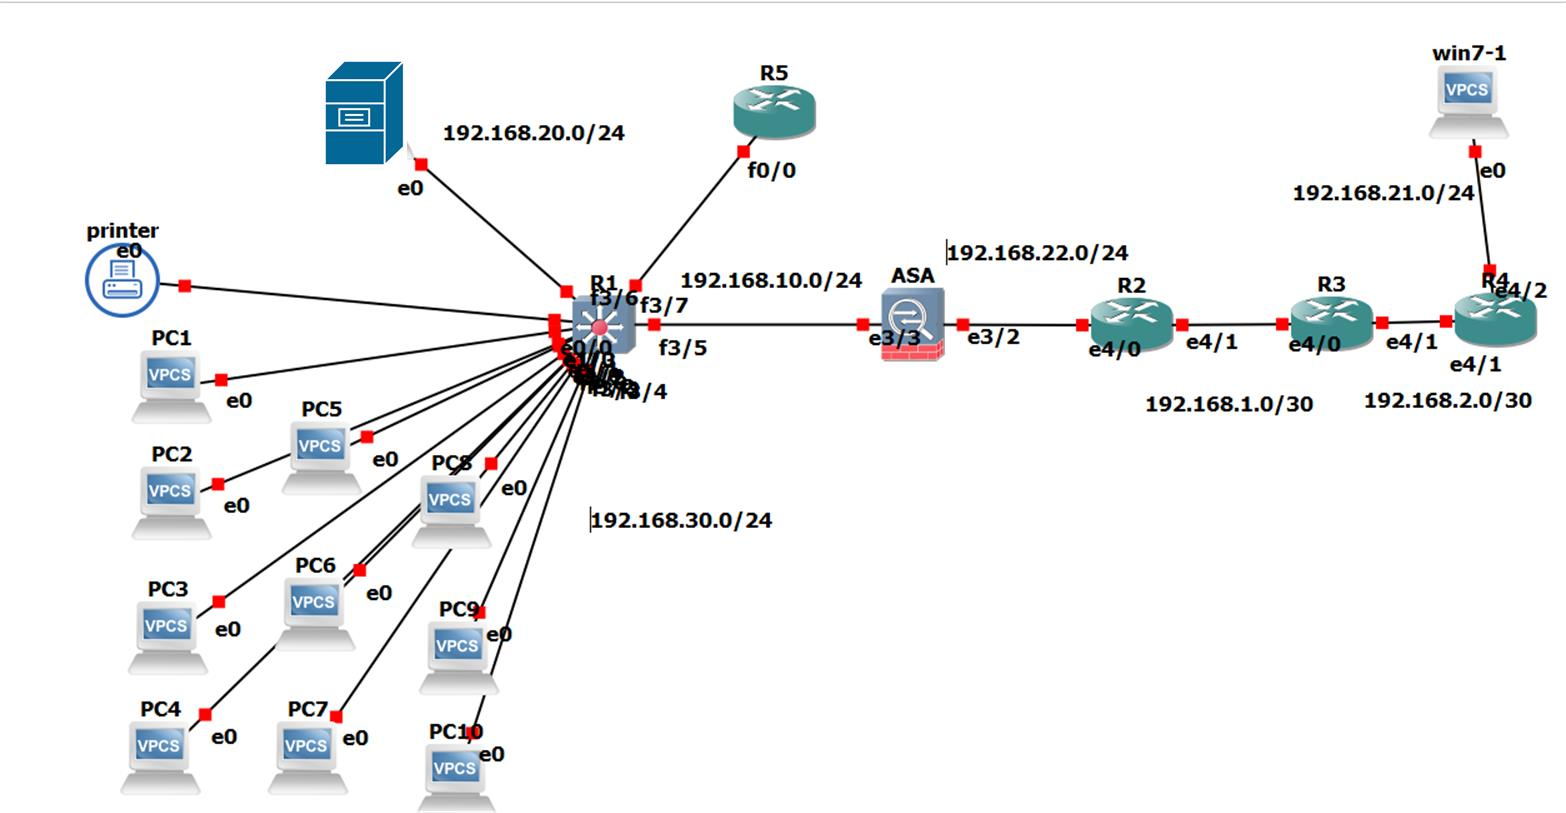 win7-1
R5
VPCS
192.168.20.0/24
f0/0
e0
e0
192.168.21.0/24
printer
e0
192.168.22.0/24
ASA
192.168.10.0/24
R1
f3/6
f3/7
R2
R3
R4
e4/2
e3/3
e3/2
e4/0
e4/1
e4/0
e4/1
e4/1
f3/5
PC1
VPCS
e0
e0/0
192.168.1.0/30
192.168.2.0/30
PC5
VPCS
e0
PC2
VPCS
e0
PC8
VPCS
e0
192.168.30.0/24
PC6
VPCS
e0
PC3
VPCS
e0
PC9
VPCS
e0
PC4
VPCS
e0
PC7
VPCS
e0
PC10
VPCS
e0